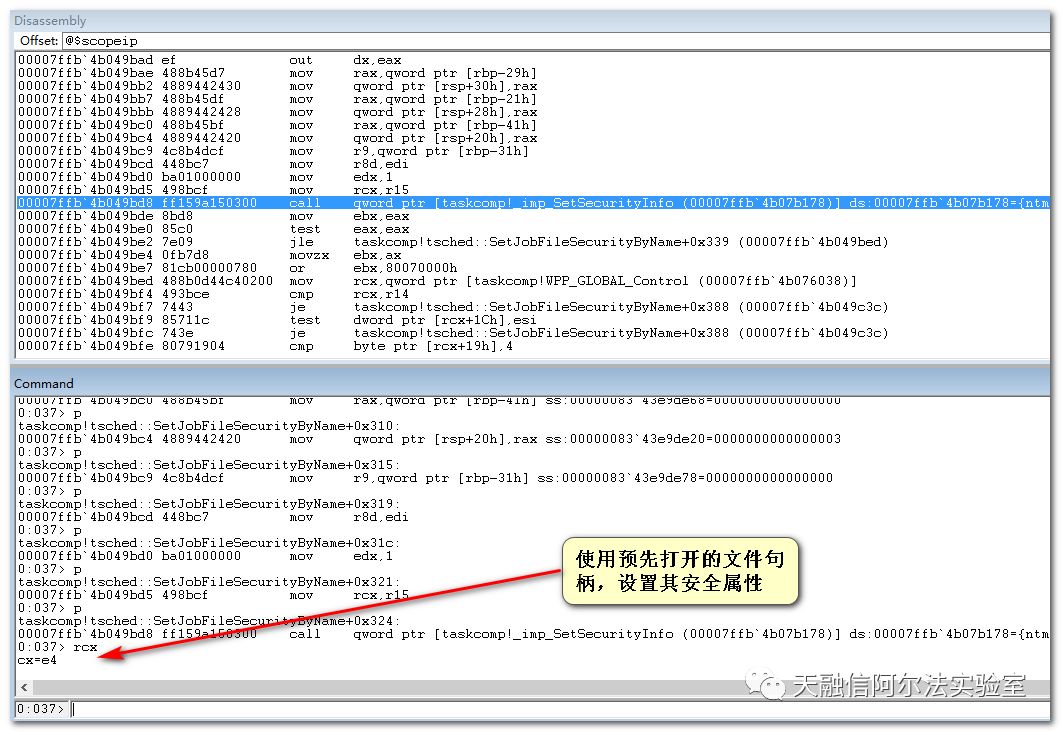 Disassembly
Offset: @$scopeip
00007ffb`4b049bad ef out dx,eax
00007ffb`4b049bae 488b45d7 mov rax,qword ptr [rbp-29h]
00007ffb`4b049bb2 4889442430 mov qword ptr [rsp+30h],rax
00007ffb`4b049bb7 488b45df mov rax,qword ptr [rbp-21h]
00007ffb`4b049bbb 4889442428 mov qword ptr [rsp+28h],rax
00007ffb`4b049bc0 488b45bf mov rax,qword ptr [rbp-41h]
00007ffb`4b049bc4 4889442420 mov qword ptr [rsp+20h],rax
00007ffb`4b049bc9 4c8b4dcf mov r9,qword ptr [rbp-31h]
00007ffb`4b049bcd 448bc7 mov r8d,edi
00007ffb`4b049bd0 ba01000000 mov edx,1
00007ffb`4b049bd5 498bcf mov rcx,r15
00007ffb`4b049bd8 ff159a150300 call qword ptr [taskcomp!_imp_SetSecurityInfo (00007ffb`4b07b178)] ds:00007ffb`4b07b178={ntm
00007ffb`4b049bde 8bd8 mov ebx,eax
00007ffb`4b049be0 85c0 test eax,eax
00007ffb`4b049be2 7e09 jle taskcomp!tsched::SetJobFileSecurityByName+0x339 (00007ffb`4b049bed)
00007ffb`4b049be4 0fb7d8 movzx ebx,ax
00007ffb`4b049be7 81cb00000780 or ebx,80070000h
00007ffb`4b049bed 488b0d44c40200 mov rcx,qword ptr [taskcomp!WPP_GLOBAL_Control (00007ffb`4b076038)]
00007ffb`4b049bf4 493bce cmp rcx,r14
00007ffb`4b049bf7 7443 je taskcomp!tsched::SetJobFileSecurityByName+0x388 (00007ffb`4b049c3c)
00007ffb`4b049bf9 85711c test dword ptr [rcx+1Ch],esi
00007ffb`4b049bfc 743e je taskcomp!tsched::SetJobFileSecurityByName+0x388 (00007ffb`4b049c3c)
00007ffb`4b049bfe 80791904 cmp byte ptr [rcx+19h],4
Command
00007ffb`4b049bc0 488b45bf mov rax,qword ptr [rbp-41h] ss:00000083`43e9de68=0000000000000000
0:037> p
taskcomp!tsched::SetJobFileSecurityByName+0x310:
00007ffb`4b049bc4 4889442420 mov qword ptr [rsp+20h],rax ss:00000083`43e9de20=0000000000000003
0:037> p
taskcomp!tsched::SetJobFileSecurityByName+0x315:
00007ffb`4b049bc9 4c8b4dcf mov r9,qword ptr [rbp-31h] ss:00000083`43e9de78=0000000000000000
0:037> p
taskcomp!tsched::SetJobFileSecurityByName+0x319:
00007ffb`4b049bcd 448bc7 mov r8d,edi
0:037> p
taskcomp!tsched::SetJobFileSecurityByName+0x31c:
00007ffb`4b049bd0 ba01000000 mov edx,1
0:037> p
taskcomp!tsched::SetJobFileSecurityByName+0x321:
00007ffb`4b049bd5 498bcf mov rcx,r15
0:037> p
taskcomp!tsched::SetJobFileSecurityByName+0x324:
00007ffb`4b049bd8 ff159a150300 call qword ptr [taskcomp!_imp_SetSecurityInfo (00007ffb`4b07b178)] ds:00007ffb`4b07b178={ntm
0:037> rcx
cx=e4
使用预先打开的文件句
柄，设置其安全属性
天融信阿尔法实验室
0:037>